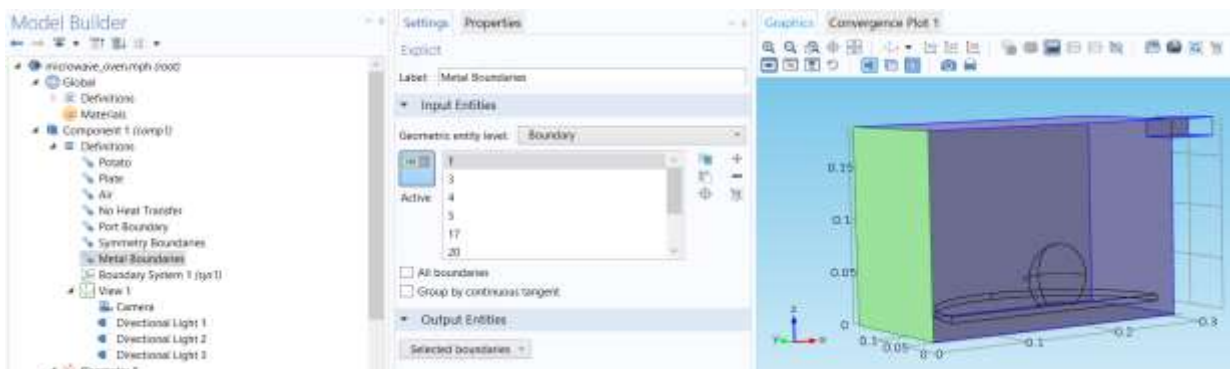 Model Builder
microwave_oven.mph (root)
Global
Definitions
Materials
Component 1 (comp1)
Definitions
Potato
Plate
Air
No Heat Transfer
Port Boundary
Symmetry Boundaries
Metal Boundaries
Boundary System 1 (sys1)
View 1
Camera
Directional Light 1
Directional Light 2
Directional Light 3
Settings Properties
Explicit
Label: Metal Boundaries
Input Entities
Geometric entity level: Boundary
Active
1
3
4
5
17
20
All boundaries
Group by continuous tangent
Output Entities
Selected boundaries
Graphics Convergence Plot 1
0.15
0.1
0.05
0
0.1
0.05
0
0
0.1
0.2
0.3
z
y
x